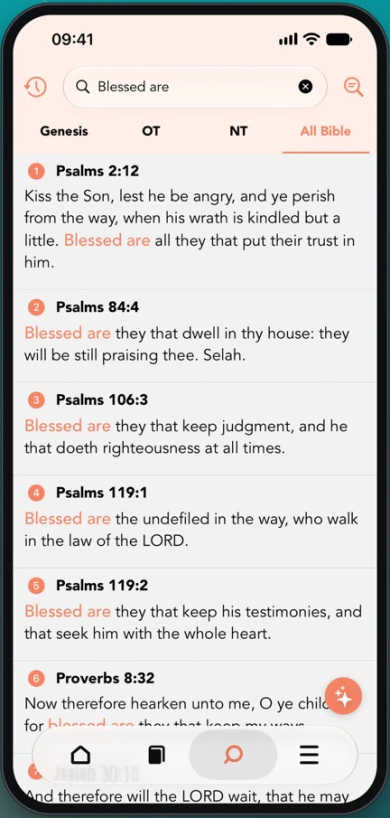 09:41
Blessed are
Genesis OT NT All Bible
1 Psalms 2:12
Kiss the Son, lest he be angry, and ye perish
from the way, when his wrath is kindled but a
little. Blessed are all they that put their trust in
him.
2 Psalms 84:4
Blessed are they that dwell in thy house: they
will be still praising thee. Selah.
3 Psalms 106:3
Blessed are they that keep judgment, and he
that doeth righteousness at all times.
4 Psalms 119:1
Blessed are the undefiled in the way, who walk
in the law of the LORD.
5 Psalms 119:2
Blessed are they that keep his testimonies, and
that seek him with the whole heart.
6 Proverbs 8:32
Now therefore hearken unto me, O ye
for blessed are they that keep my ways.
And therefore will the LORD wait, that he may